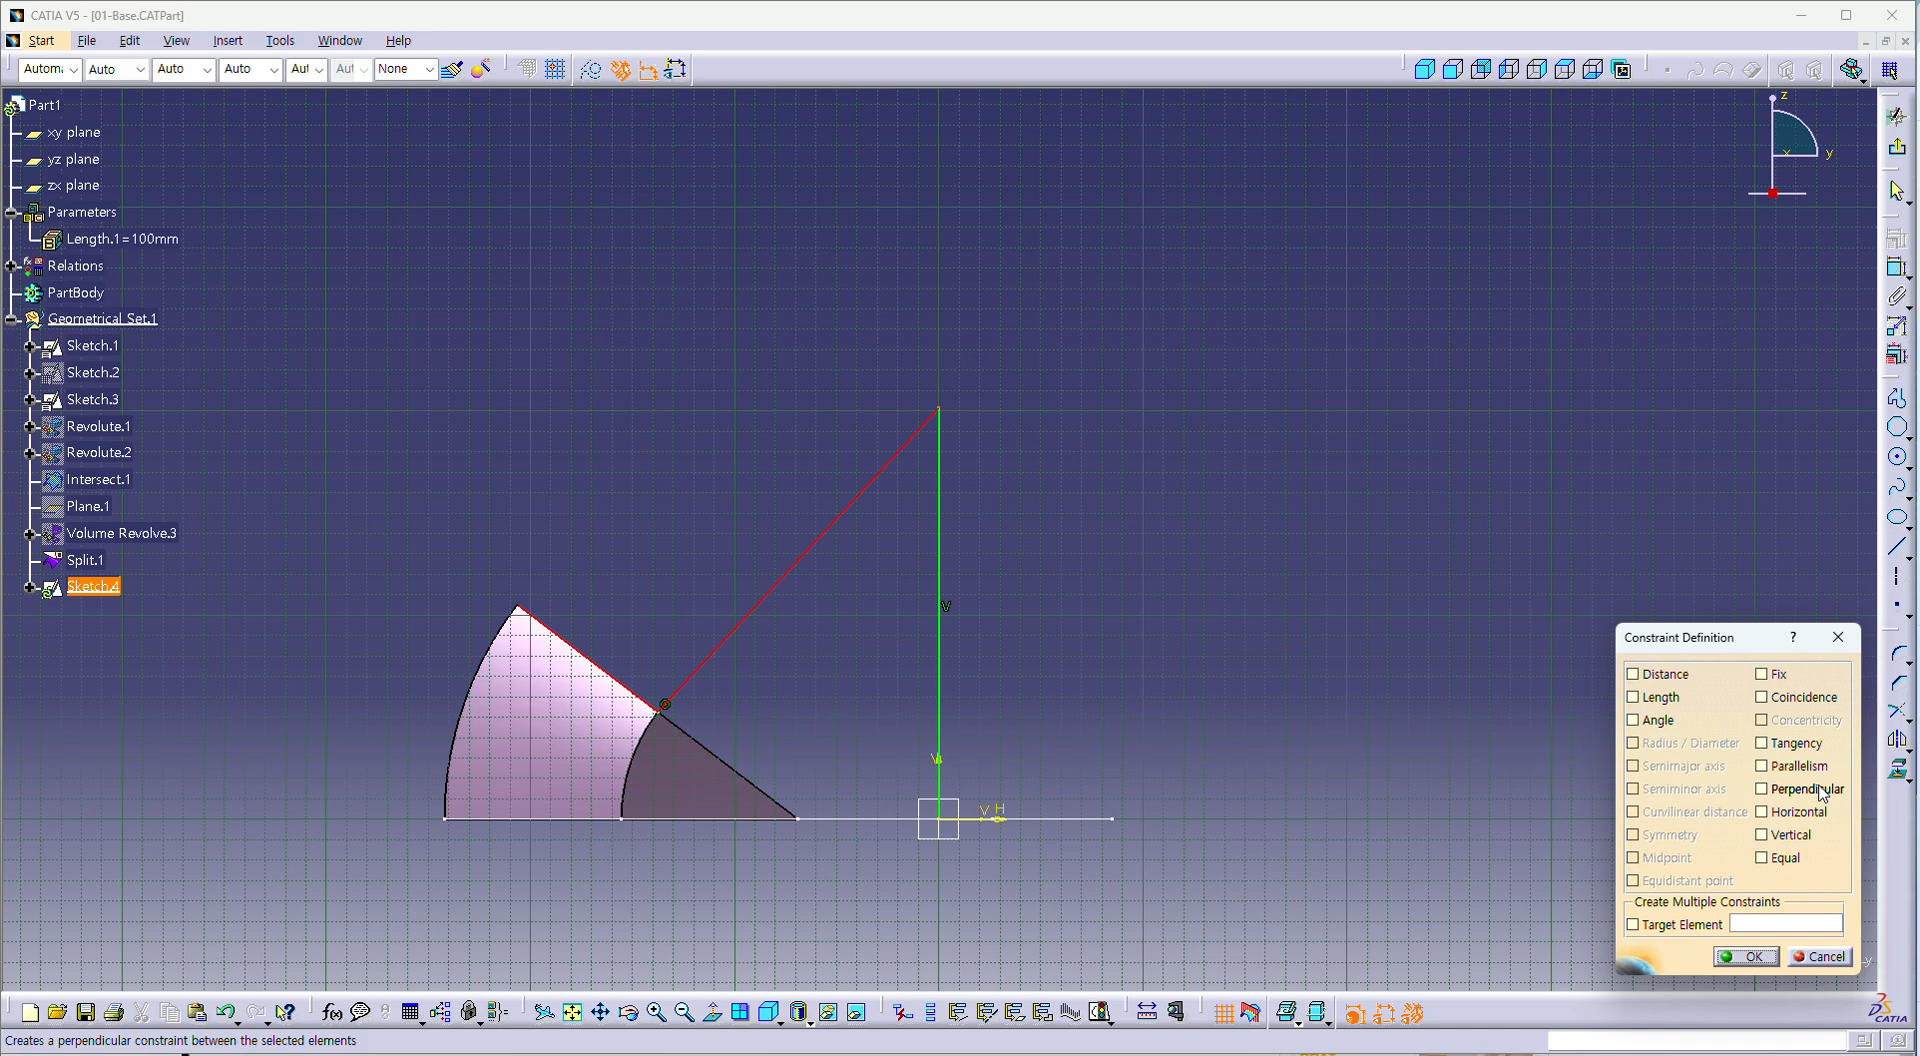 CATIA V5 - [01-Base.CATPart]
Start File Edit View Insert Tools Window Help
Auto Auto Auto None
Part1
xy plane
yz plane
zx plane
Parameters
Length.1=100mm
Relations
PartBody
Geometrical Set.1
Sketch.1
Sketch.2
Sketch.3
Revolute.1
Revolute.2
Intersect.1
Plane.1
Volume Revolve.3
Split.1
Sketch.4
z
x
y
V
V
V H
Constraint Definition ?
Distance Fix
Length Coincidence
Angle Concentricity
Radius / Diameter Tangency
Semimajor axis Parallelism
Semiminor axis Perpendicular
Curvilinear distance Horizontal
Symmetry Vertical
Midpoint Equal
Equidistant point
Create Multiple Constraints
Target Element
OK Cancel
y
f(x)
CATIA
Creates a perpendicular constraint between the selected elements